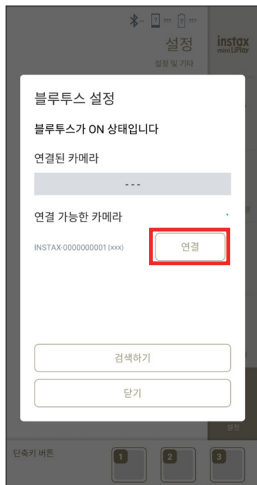 설정
설정 및 기타
instax
mini LiPlay
블루투스 설정
블루투스가 ON 상태입니다
연결된 카메라
---
연결 가능한 카메라
INSTAX-0000000001 (xxx)
연결
검색하기
닫기
설정
단축키 버튼
1
2
3